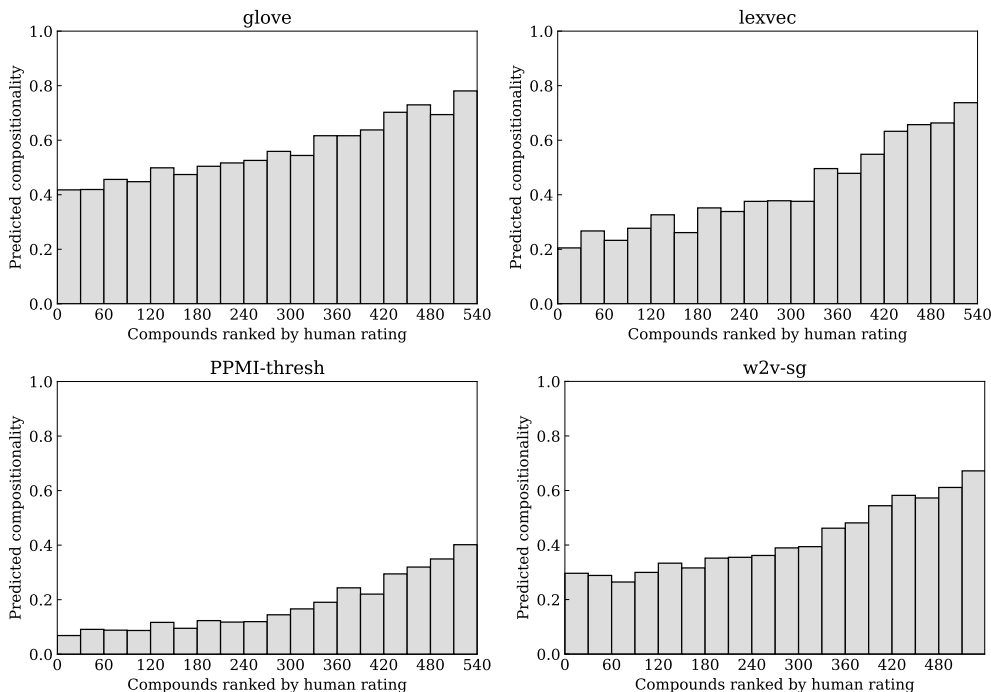 glove
1.0
0.8
0.6
0.4
0.2
0.0
Predicted compositionality
0 60 120 180 240 300 360 420 480 540
Compounds ranked by human rating
lexvec
1.0
0.8
0.6
0.4
0.2
0.0
Predicted compositionality
0 60 120 180 240 300 360 420 480 540
Compounds ranked by human rating
PPMI-thresh
1.0
0.8
0.6
0.4
0.2
0.0
Predicted compositionality
0 60 120 180 240 300 360 420 480 540
Compounds ranked by human rating
w2v-sg
1.0
0.8
0.6
0.4
0.2
0.0
Predicted compositionality
0 60 120 180 240 300 360 420 480
Compounds ranked by human rating